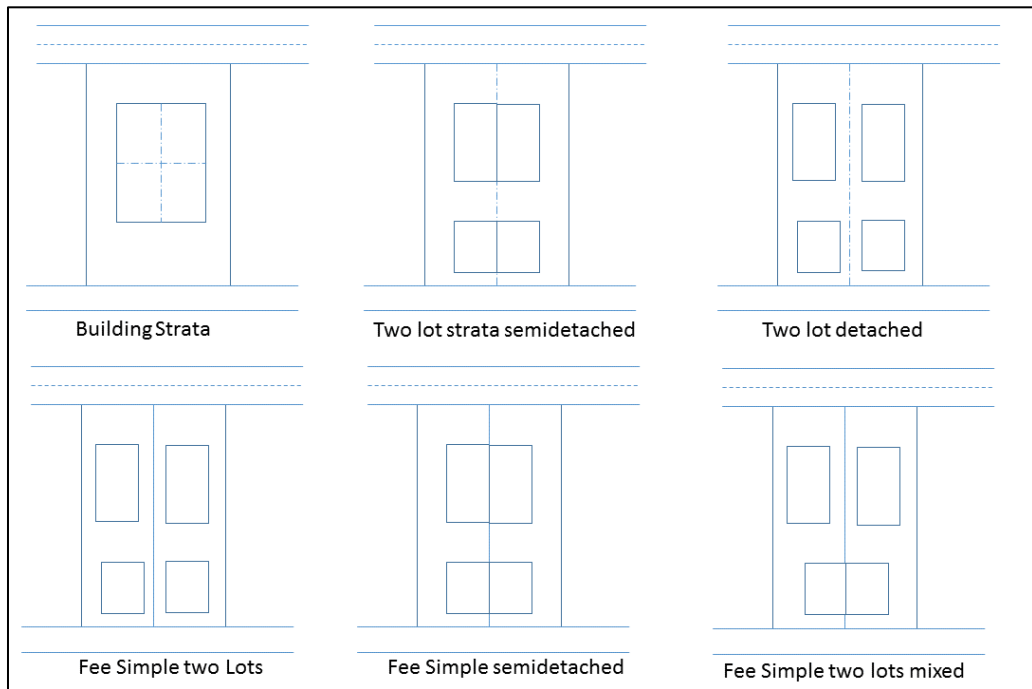 Building Strata
Two lot strata semidetached
Two lot detached
Fee Simple two Lots
Fee Simple semidetached
Fee Simple two lots mixed